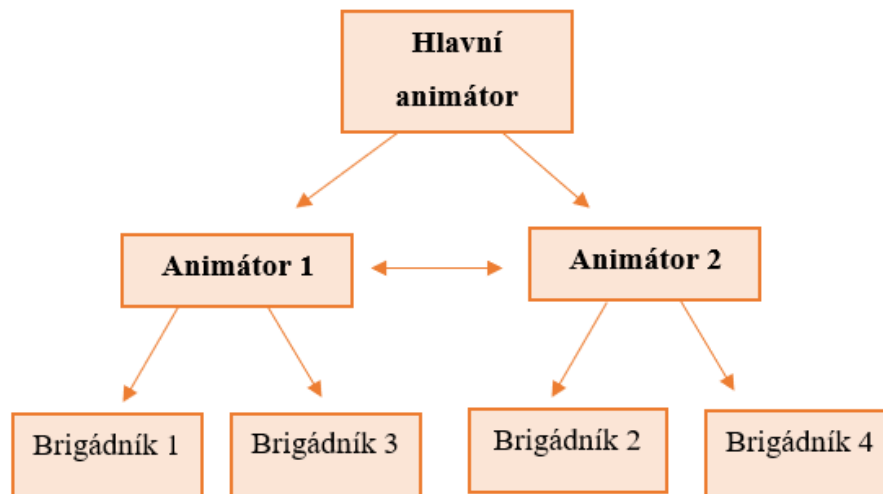 Hlavní
animátor
Animátor 1
Animátor 2
Brigádník 1
Brigádník 3
Brigádník 2
Brigádník 4